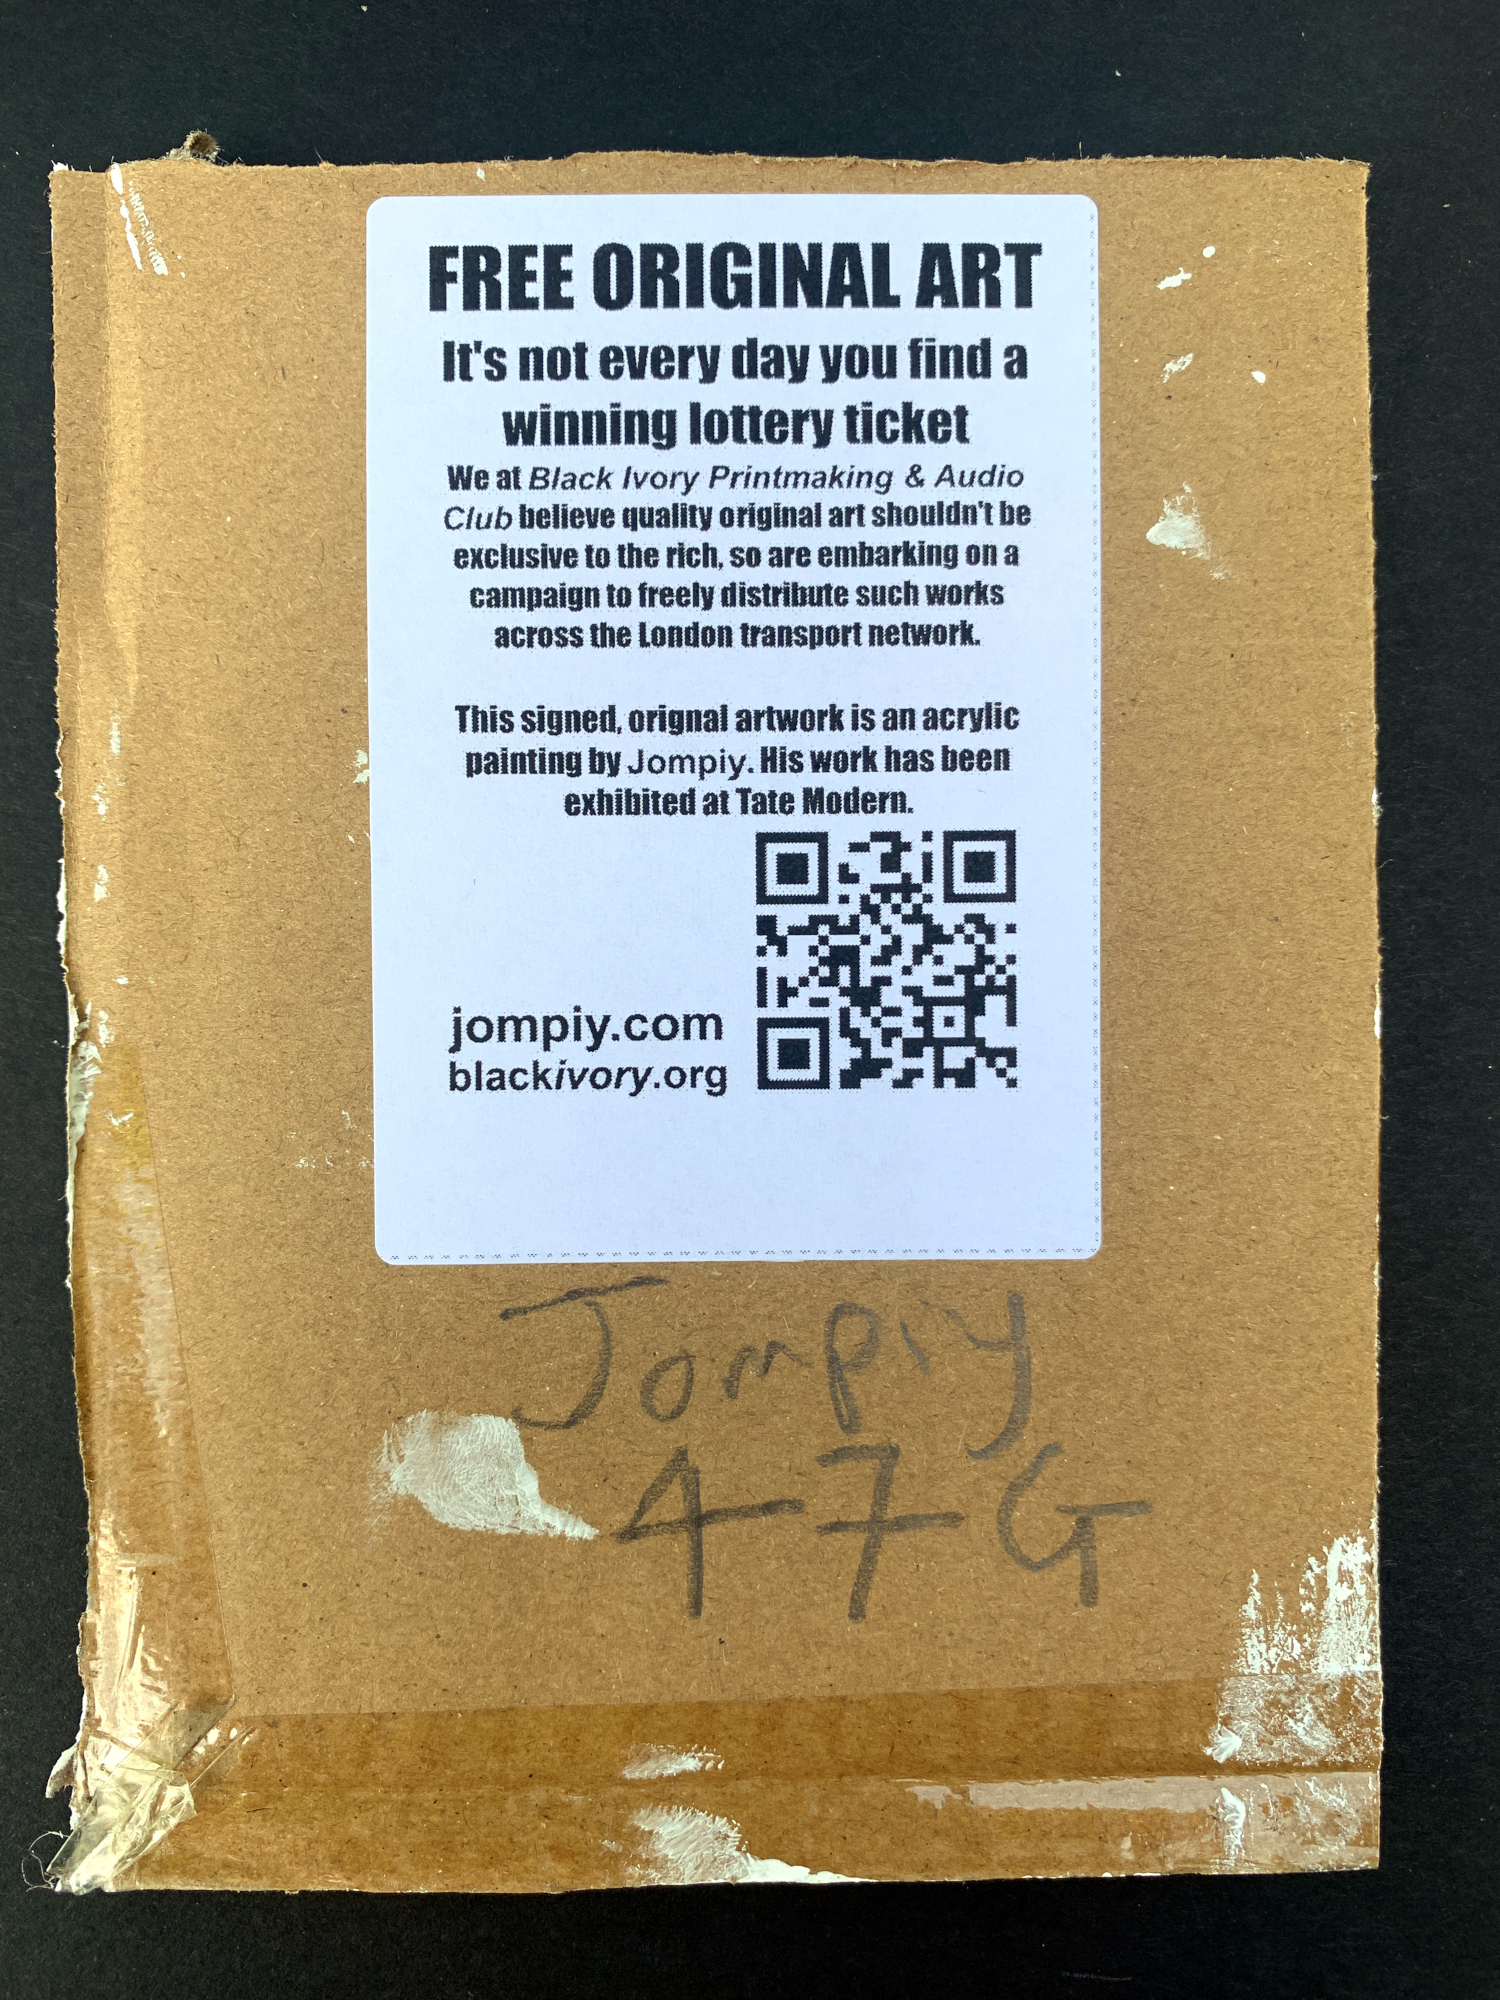 FREE ORIGINAL ART
It's not every day you find a
winning lottery ticket
We at Black Ivory Printmaking & Audio
Club believe quality original art shouldn't be
exclusive to the rich, so are embarking on a
campaign to freely distribute such works
across the London transport network.
This signed, orignal artwork is an acrylic
painting by Jompiy. His work has been
exhibited at Tate Modern.
jompiy.com
blackivory.org
Jompiy
47G